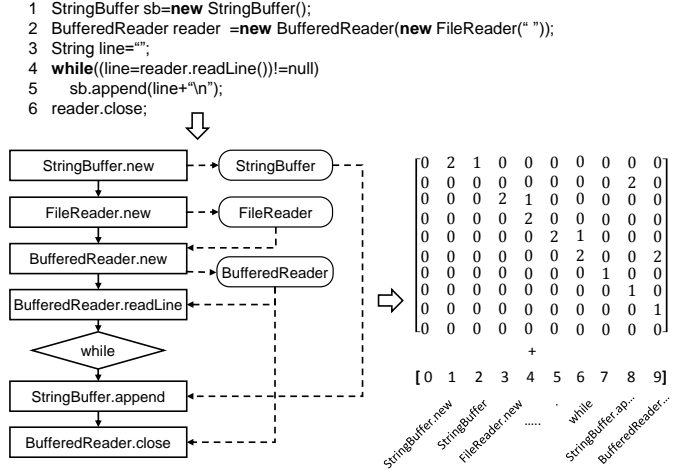 1 StringBuffer sb=new StringBuffer();
2 BufferedReader reader =new BufferedReader(new FileReader(“ ”));
3 String line=“”;
4 while((line=reader.readLine())!=null)
5 sb.append(line+“\n”);
6 reader.close;
StringBuffer.new
StringBuffer
FileReader.new
FileReader
BufferedReader.new
BufferedReader
BufferedReader.readLine
while
StringBuffer.append
BufferedReader.close
0 2 1 0 0 0 0 0 0 0
0 0 0 0 0 0 0 0 2 0
0 0 0 2 1 0 0 0 0 0
0 0 0 0 2 0 0 0 0 0
0 0 0 0 0 2 1 0 0 0
0 0 0 0 0 0 2 0 0 2
0 0 0 0 0 0 0 1 0 0
0 0 0 0 0 0 0 0 1 0
0 0 0 0 0 0 0 0 0 1
0 0 0 0 0 0 0 0 0 0
+
[ 0 1 2 3 4 5 6 7 8 9]
StringBuffer.new
StringBuffer
FileReader.new
.....
.
while
StringBuffer.ap...
BufferedReader...